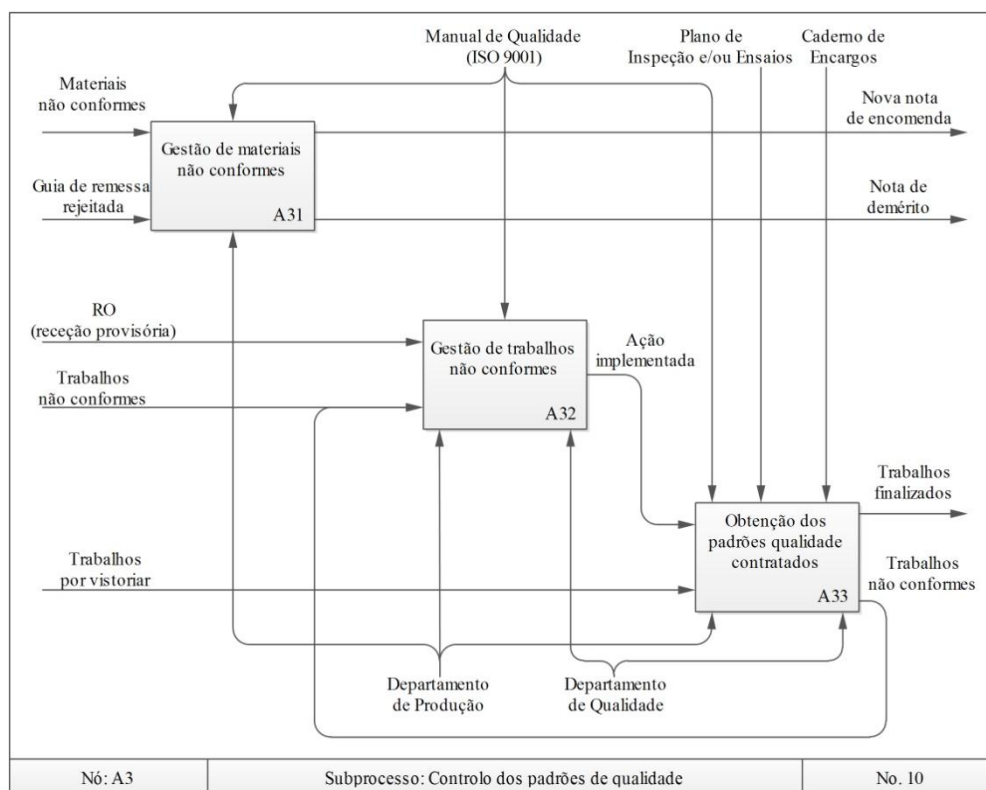 Manual de Qualidade
(ISO 9001)
Plano de
Inspeção e/ou Ensaios
Caderno de
Encargos
Materiais
não conformes
Nova nota
de encomenda
Gestão de materiais
não conformes
A31
Guia de remessa
rejeitada
Nota de
demérito
RO
(receção provisória)
Gestão de trabalhos
não conformes
A32
Ação
implementada
Trabalhos
não conformes
Trabalhos
finalizados
Obtenção dos
padrões qualidade
contratados
A33
Trabalhos
por vistoriar
Trabalhos
não conformes
Departamento
de Produção
Departamento
de Qualidade
Nó: A3
Subprocesso: Controlo dos padrões de qualidade
No. 10